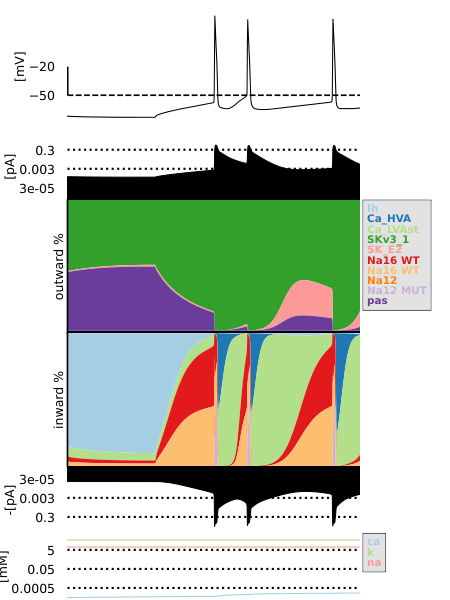 [mV]
−20
−50
[pA]
0.3
0.003
3e-05
outward %
Ih
Ca_HVA
Ca_LVAst
SKv3_1
SK_E2
Na16 WT
Na16 WT
Na12
Na12 MUT
pas
inward %
-[pA]
3e-05
0.003
0.3
[mM]
5
0.05
0.0005
ca
k
na